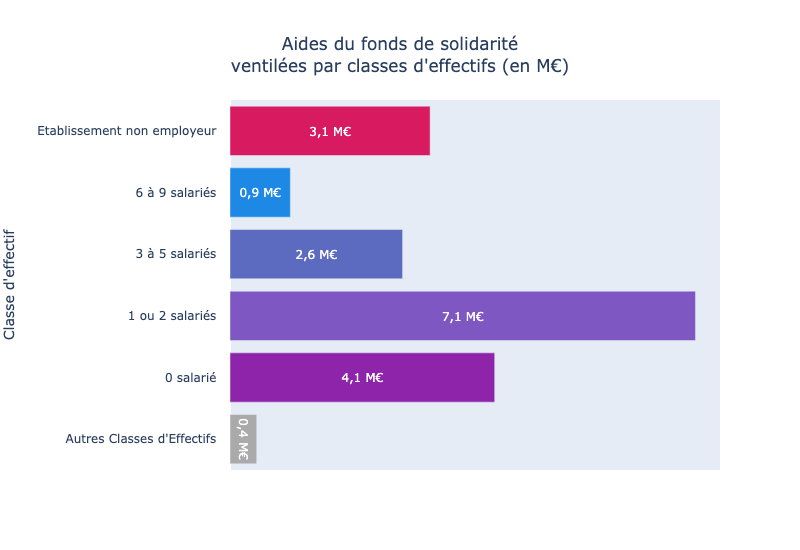 Aides du fonds de solidarité
ventilées par classes d'effectifs (en M€)
Classe d'effectif
Etablissement non employeur
3,1 M€
6 à 9 salariés
0,9 M€
3 à 5 salariés
2,6 M€
1 ou 2 salariés
7,1 M€
0 salarié
4,1 M€
Autres Classes d'Effectifs
0,4 M€